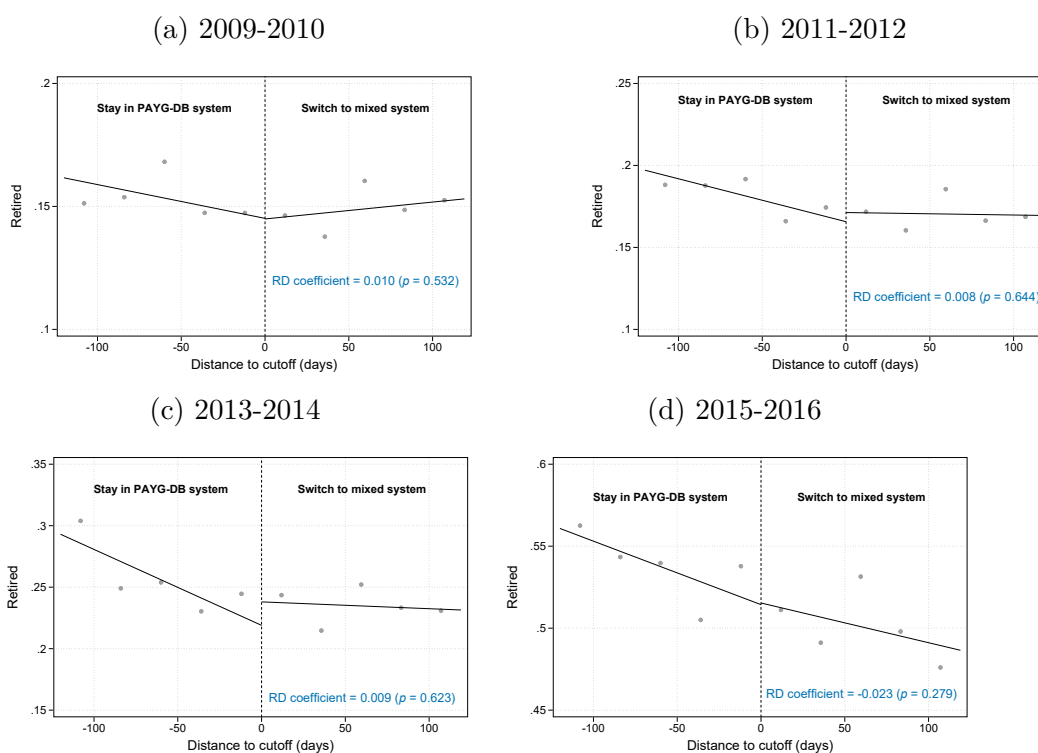 (a) 2009-2010
.2
.15
.1
Retired
Stay in PAYG-DB system
Switch to mixed system
RD coefficient = 0.010 (p = 0.532)
-100 -50 0 50 100
Distance to cutoff (days)
(b) 2011-2012
.25
.2
.15
.1
Retired
Stay in PAYG-DB system
Switch to mixed system
RD coefficient = 0.008 (p = 0.644)
-100 -50 0 50 100
Distance to cutoff (days)
(c) 2013-2014
.35
.3
.25
.2
.15
Retired
Stay in PAYG-DB system
Switch to mixed system
RD coefficient = 0.009 (p = 0.623)
-100 -50 0 50 100
Distance to cutoff (days)
(d) 2015-2016
.6
.55
.5
.45
Retired
Stay in PAYG-DB system
Switch to mixed system
RD coefficient = -0.023 (p = 0.279)
-100 -50 0 50 100
Distance to cutoff (days)